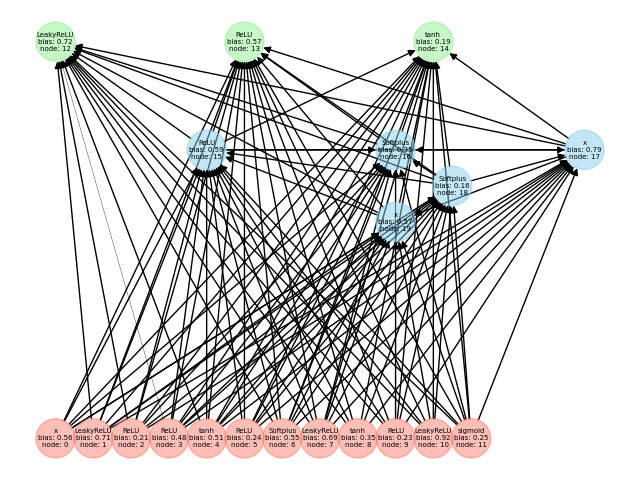 LeakyReLU
bias: 0.72
node: 12
ReLU
bias: 0.57
node: 13
tanh
bias: 0.19
node: 14
ReLU
bias: 0.59
node: 15
Softplus
bias: 0.35
node: 16
x
bias: 0.79
node: 17
Softplus
bias: 0.16
node: 18
x
bias: 0.57
node: 19
x
bias: 0.56
node: 0
LeakyReLU
bias: 0.71
node: 1
ReLU
bias: 0.21
node: 2
ReLU
bias: 0.48
node: 3
tanh
bias: 0.51
node: 4
ReLU
bias: 0.24
node: 5
Softplus
bias: 0.55
node: 6
LeakyReLU
bias: 0.69
node: 7
tanh
bias: 0.35
node: 8
ReLU
bias: 0.23
node: 9
LeakyReLU
bias: 0.92
node: 10
sigmoid
bias: 0.25
node: 11